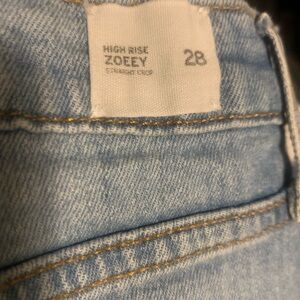 HIGH RISE
ZOEEY
STRAIGHT CROP
28